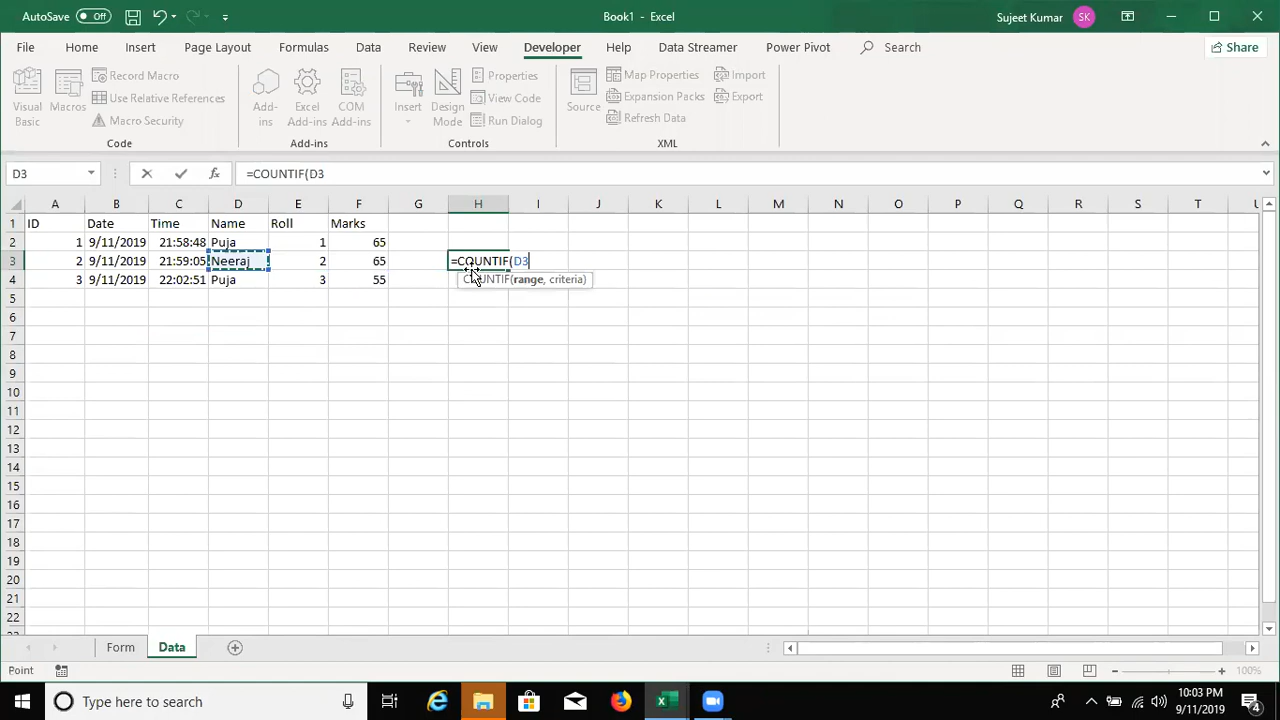 AutoSave Off
Book1 - Excel
Sujeet Kumar SK
File Home Insert Page Layout Formulas Data Review View Developer Help Data Streamer Power Pivot Search Share
Visual Basic
Macros
Record Macro
Use Relative References
Macro Security
Code
Add-ins
Excel Add-ins
COM Add-ins
Add-ins
Insert
Design Mode
Properties
View Code
Run Dialog
Controls
Source
Map Properties
Expansion Packs
Refresh Data
Import
Export
XML
D3 fx =COUNTIF(D3
A B C D E F G H I J K L M N O P Q R S T U
1 ID Date Time Name Roll Marks
2 1 9/11/2019 21:58:48 Puja 1 65
3 2 9/11/2019 21:59:05 Neeraj 2 65 =COUNTIF(D3
4 3 9/11/2019 22:02:51 Puja 3 55 COUNTIF(range, criteria)
5
6
7
8
9
10
11
12
13
14
15
16
17
18
19
20
21
22
23
Form Data
Point 100%
Type here to search
10:03 PM
9/11/2019
4